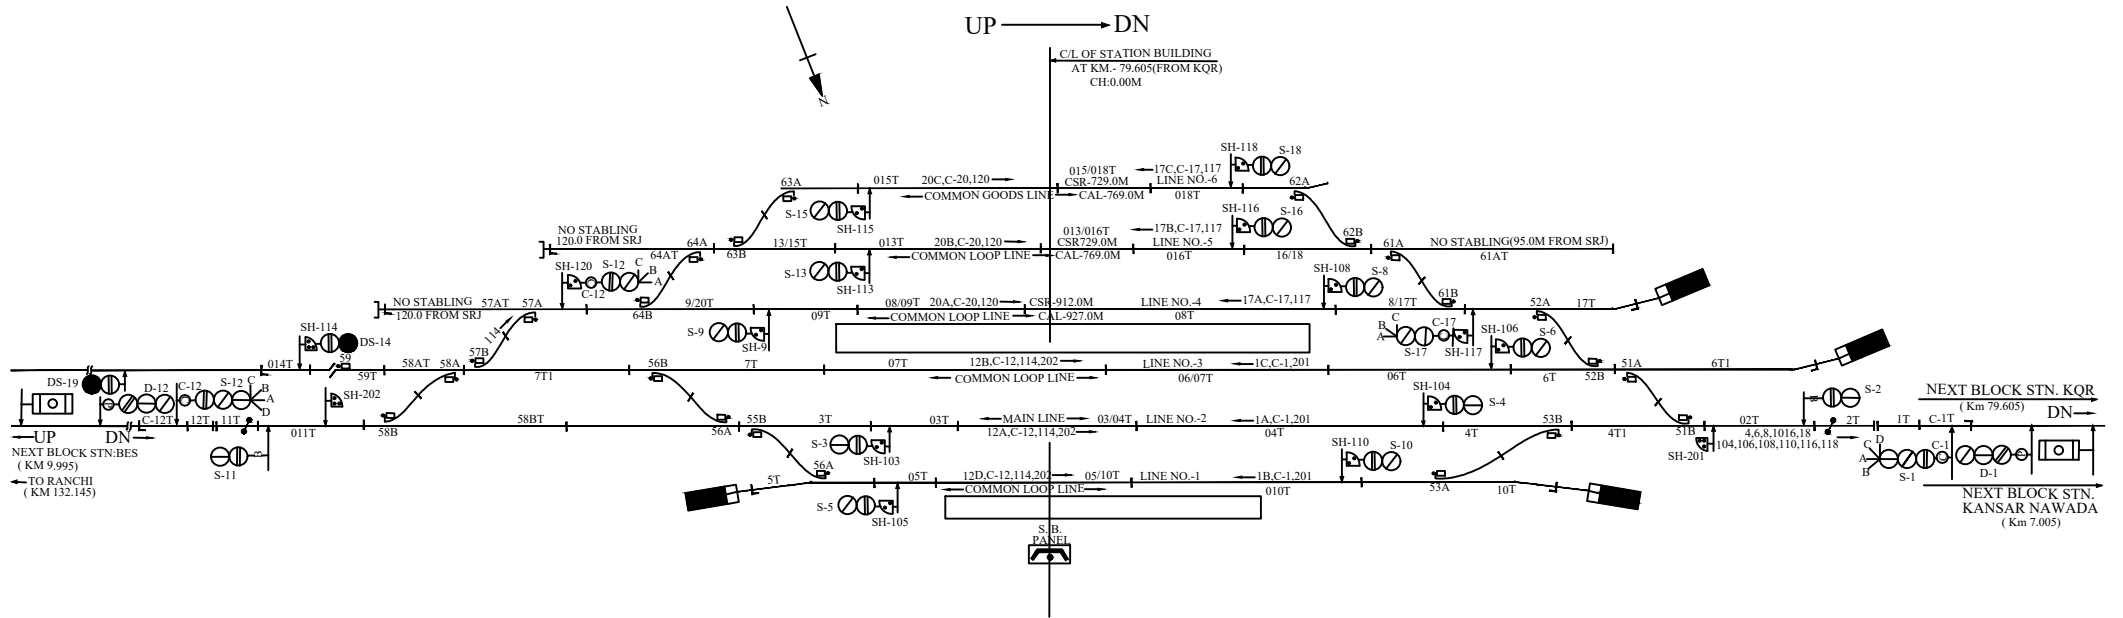 UP DN
C/L OF STATION BUILDING
AT KM.- 79.605(FROM KQR)
CH:0.00M
N
SH-118 S-18
63A 015T 20C,C-20,120 015/018T 17C,C-17,117
CSR-729.0M LINE NO.-6 62A
COMMON GOODS LINE CAL-769.0M 018T
S-15 SH-115
SH-116 S-16
NO STABLING
120.0 FROM SRJ
64A 63B 13/15T 013T 20B,C-20,120 013/016T 17B,C-17,117
CSR729.0M LINE NO.-5 62B 61A NO STABLING(95.0M FROM SRJ)
64AT COMMON LOOP LINE CAL-769.0M 016T 16/18 61AT
S-13 SH-113
SH-120 S-12 C B A
C-12
SH-108 S-8
NO STABLING
120.0 FROM SRJ
57AT 57A 64B 9/20T 08/09T 20A,C-20,120 CSR-912.0M LINE NO.-4 17A,C-17,117 8/17T 61B 52A 17T
09T COMMON LOOP LINE CAL-927.0M 08T
114
SH-114 DS-14
S-9 SH-9
C B A S-17 C-17 SH-117
SH-106 S-6
014T 59 59T 58AT 58A 57B 7T1 56B 7T 07T 12B,C-12,114,202 LINE NO.-3 1C,C-1,201 06T 6T 52B 51A 6T1
COMMON LOOP LINE 06/07T
DS-19 D-12 C-12 S-12 C B A D
SH-202
SH-104 S-4
S-2
NEXT BLOCK STN. KQR
( Km 79.605)
DN
C-12T 12T 11T 011T 58B 58BT 56A 55B 3T 03T MAIN LINE 03/04T LINE NO.-2 1A,C-1,201 4T 53B 4T1 51B 02T 2T 1T C-1T
12A,C-12,114,202 04T 104,106,108,110,116,118
4,6,8,1016,18
UP DN
NEXT BLOCK STN:BES
( KM 9.995)
TO RANCHI
( KM 132.145)
S-11
S-3 SH-103
SH-110 S-10
SH-201
C D A B S-1 C-1 D-1
5T 56A 05T 12D,C-12,114,202 05/10T LINE NO.-1 1B,C-1,201 53A 10T
COMMON LOOP LINE 010T
S-5 SH-105
NEXT BLOCK STN.
KANSAR NAWADA
( Km 7.005)
S. B.
PANEL